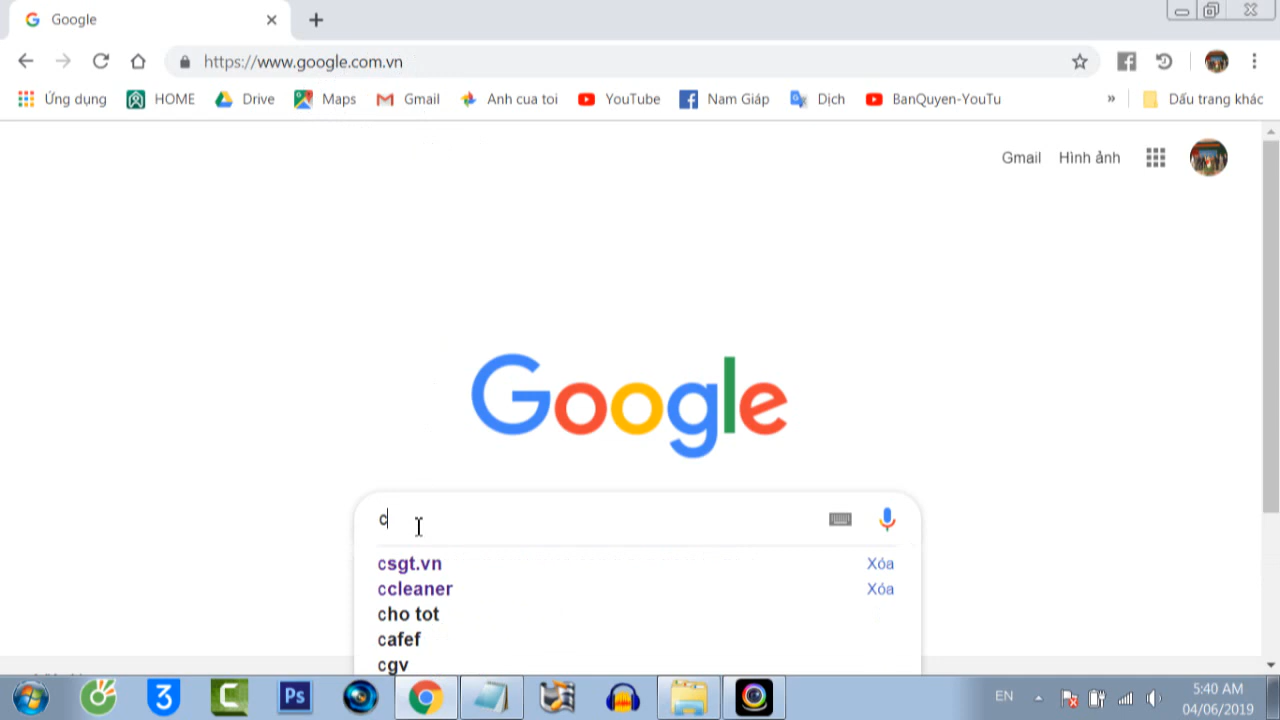 Google
https://www.google.com.vn
Ứng dụng HOME Drive Maps Gmail Anh cua toi YouTube Nam Giáp Dịch BanQuyen-YouTu » Dấu trang khác
Gmail Hình ảnh
Google
c
csgt.vn Xóa
ccleaner Xóa
cho tot
cafef
cgv
3 C Ps EN 5:40 AM
04/06/2019